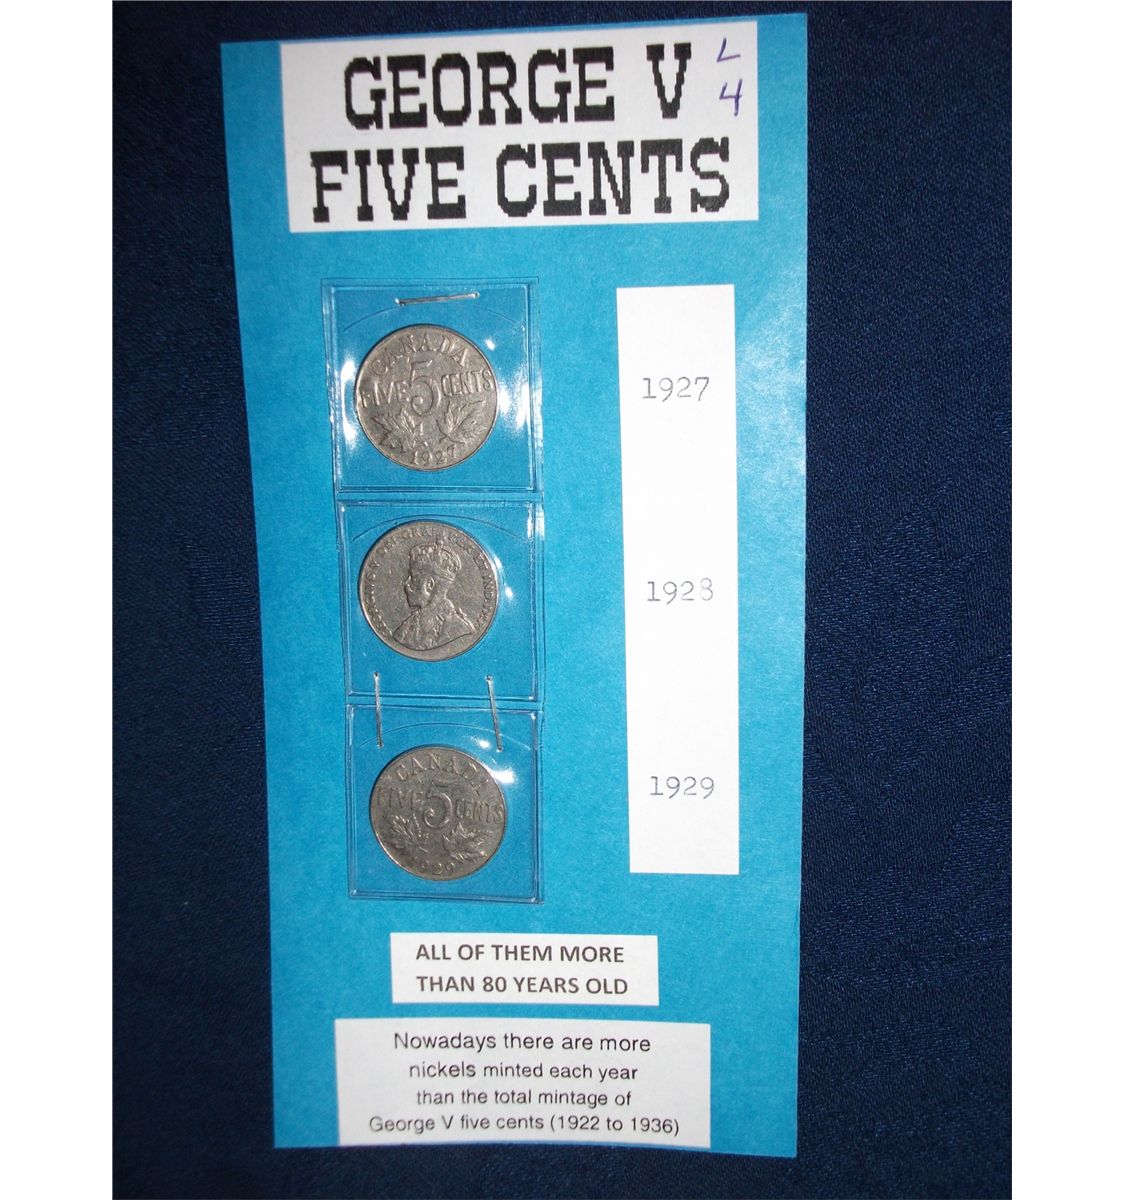 GEORGE V
L
4
FIVE CENTS
CANADA
FIVE 5 CENTS
1927
1927
1928
CANADA
FIVE 5 CENTS
1929
1929
ALL OF THEM MORE
THAN 80 YEARS OLD
Nowadays there are more
nickels minted each year
than the total mintage of
George V five cents (1922 to 1936)